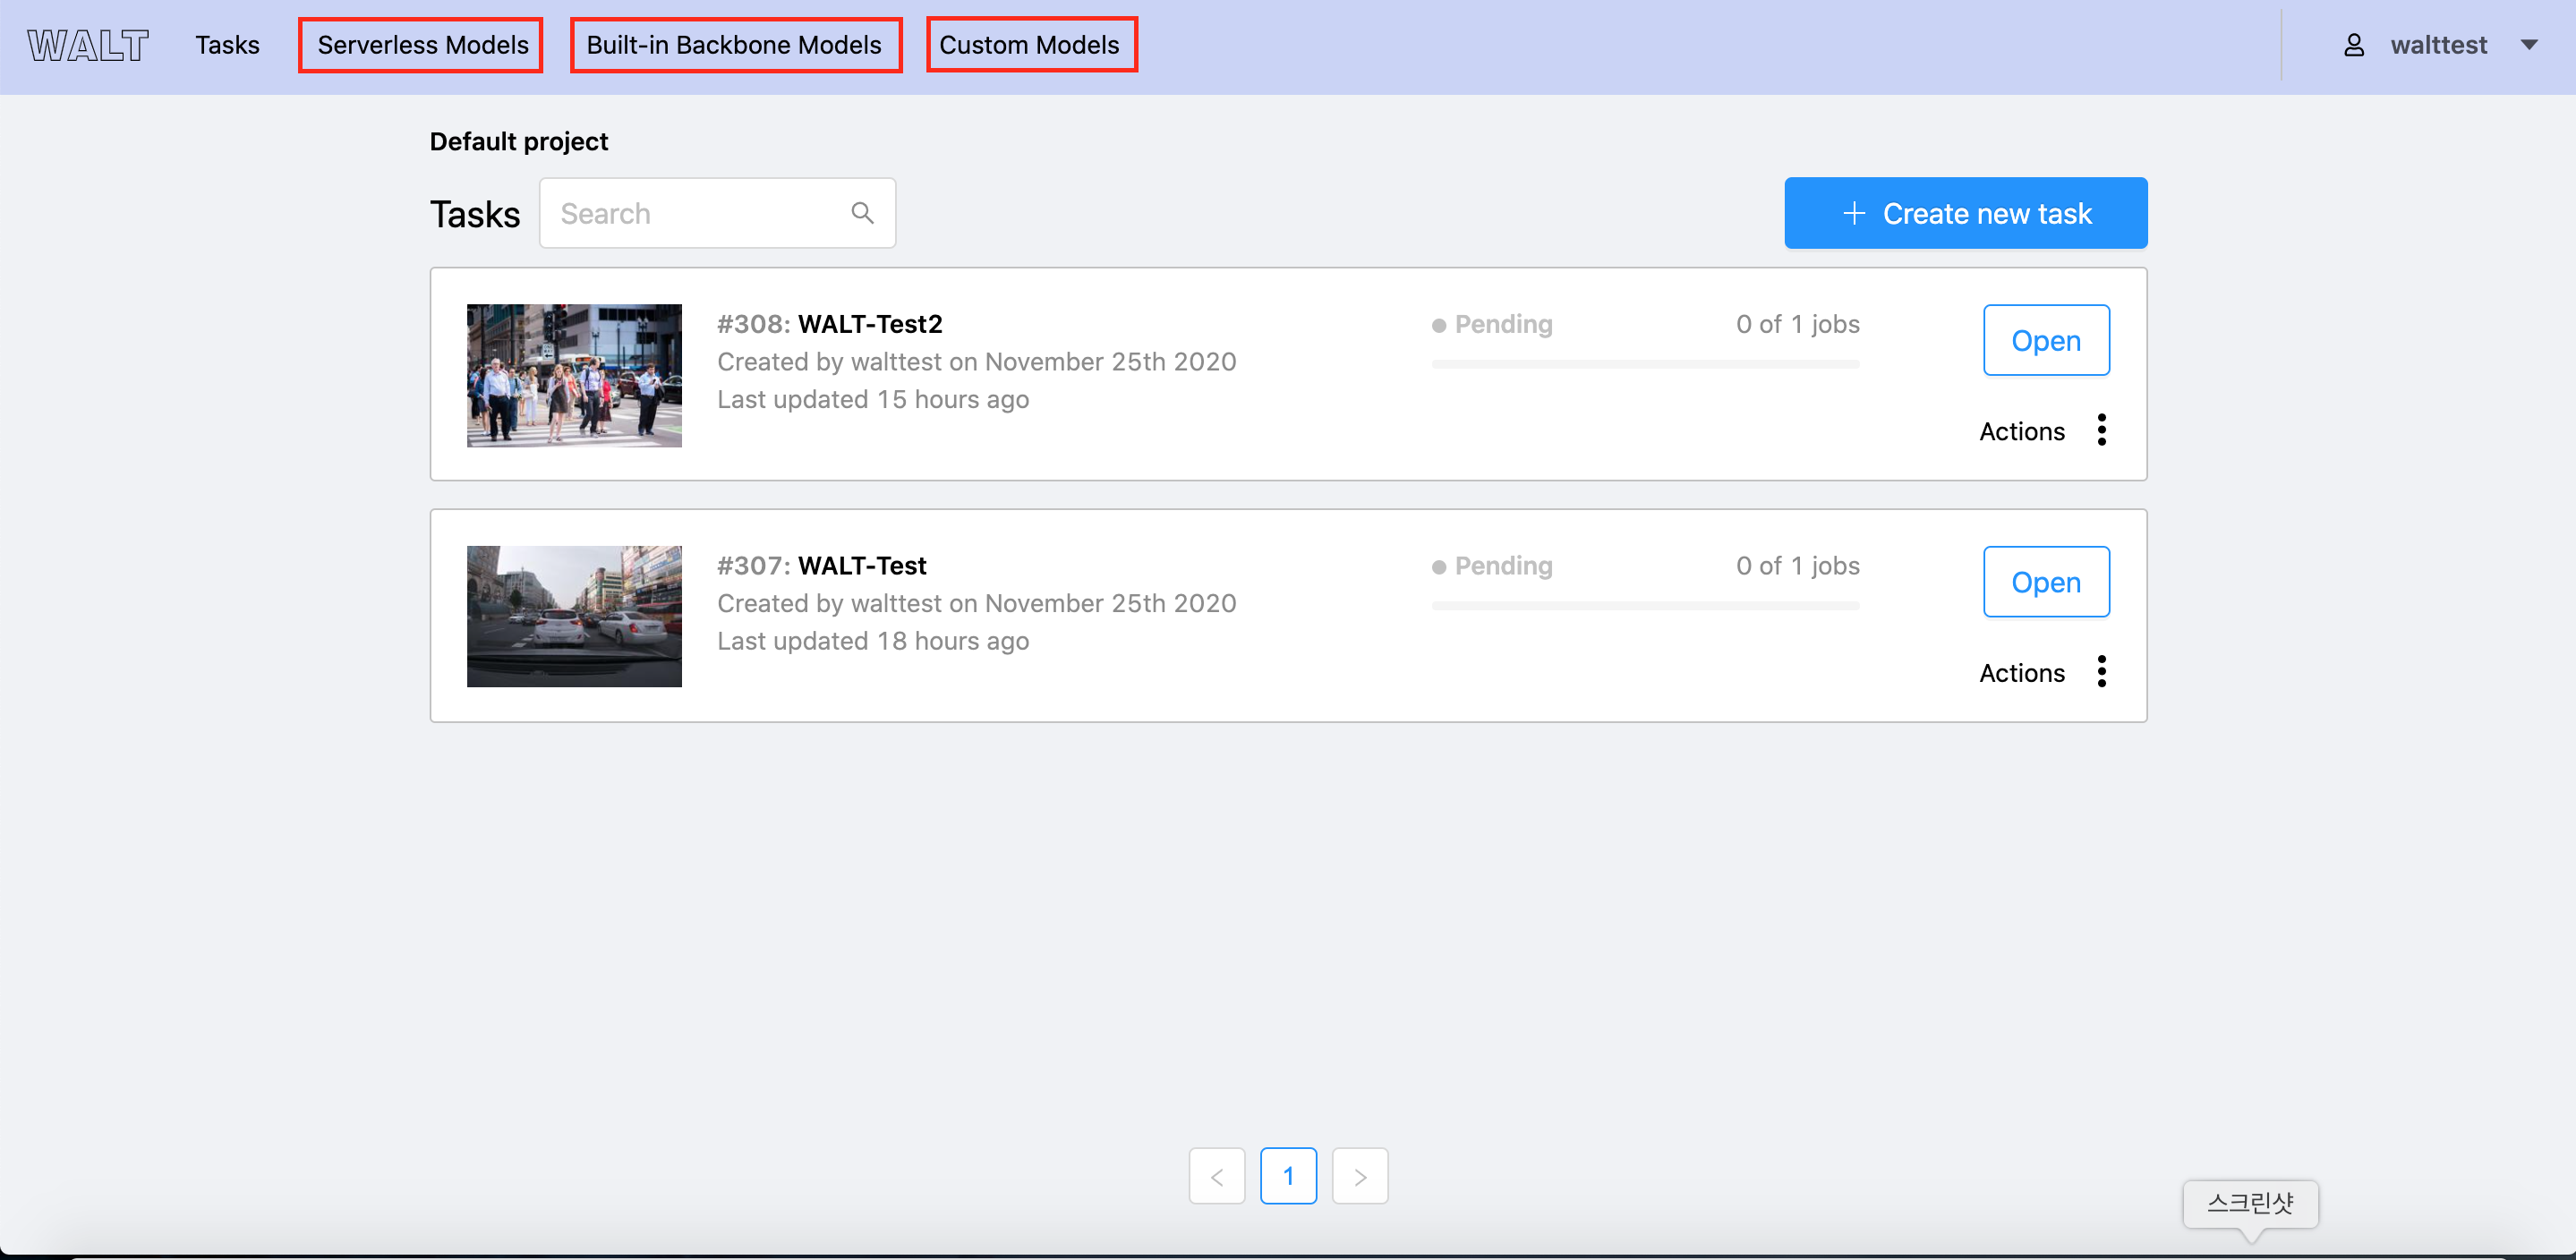 WALT Tasks Serverless Models Built-in Backbone Models Custom Models walttest
Default project
Tasks Search + Create new task
#308: WALT-Test2 Pending 0 of 1 jobs Open
Created by walttest on November 25th 2020
Last updated 15 hours ago
Actions
#307: WALT-Test Pending 0 of 1 jobs Open
Created by walttest on November 25th 2020
Last updated 18 hours ago
Actions
< 1 >
스크린샷